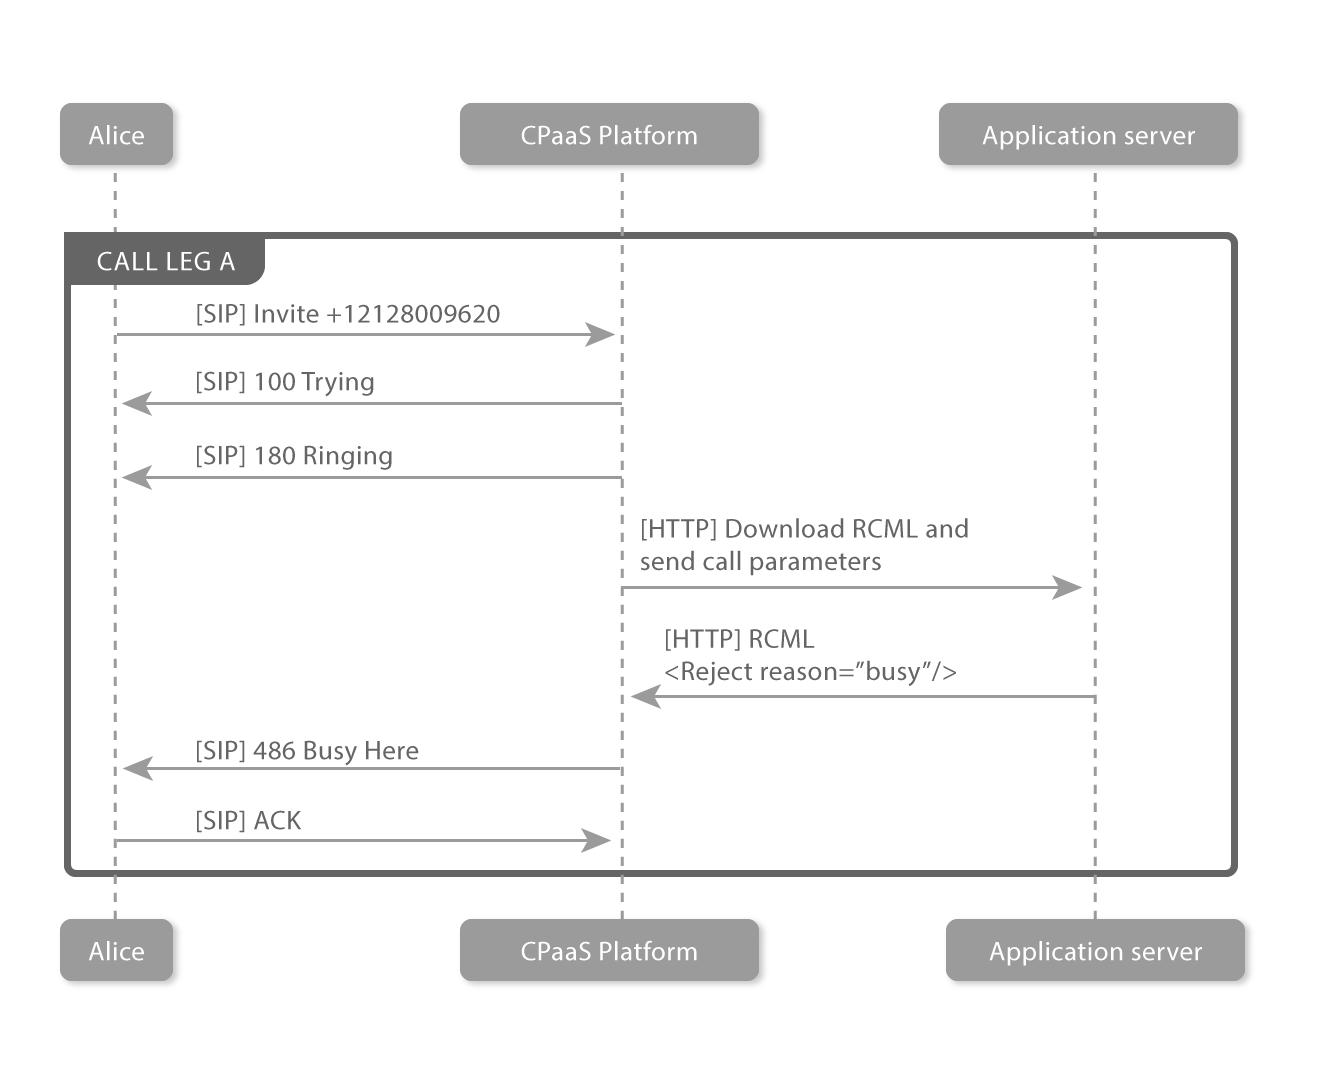 Alice
CPaaS Platform
Application server
CALL LEG A
[SIP] Invite +12128009620
[SIP] 100 Trying
[SIP] 180 Ringing
[HTTP] Download RCML and
send call parameters
[HTTP] RCML
<Reject reason=”busy”/>
[SIP] 486 Busy Here
[SIP] ACK
Alice
CPaaS Platform
Application server